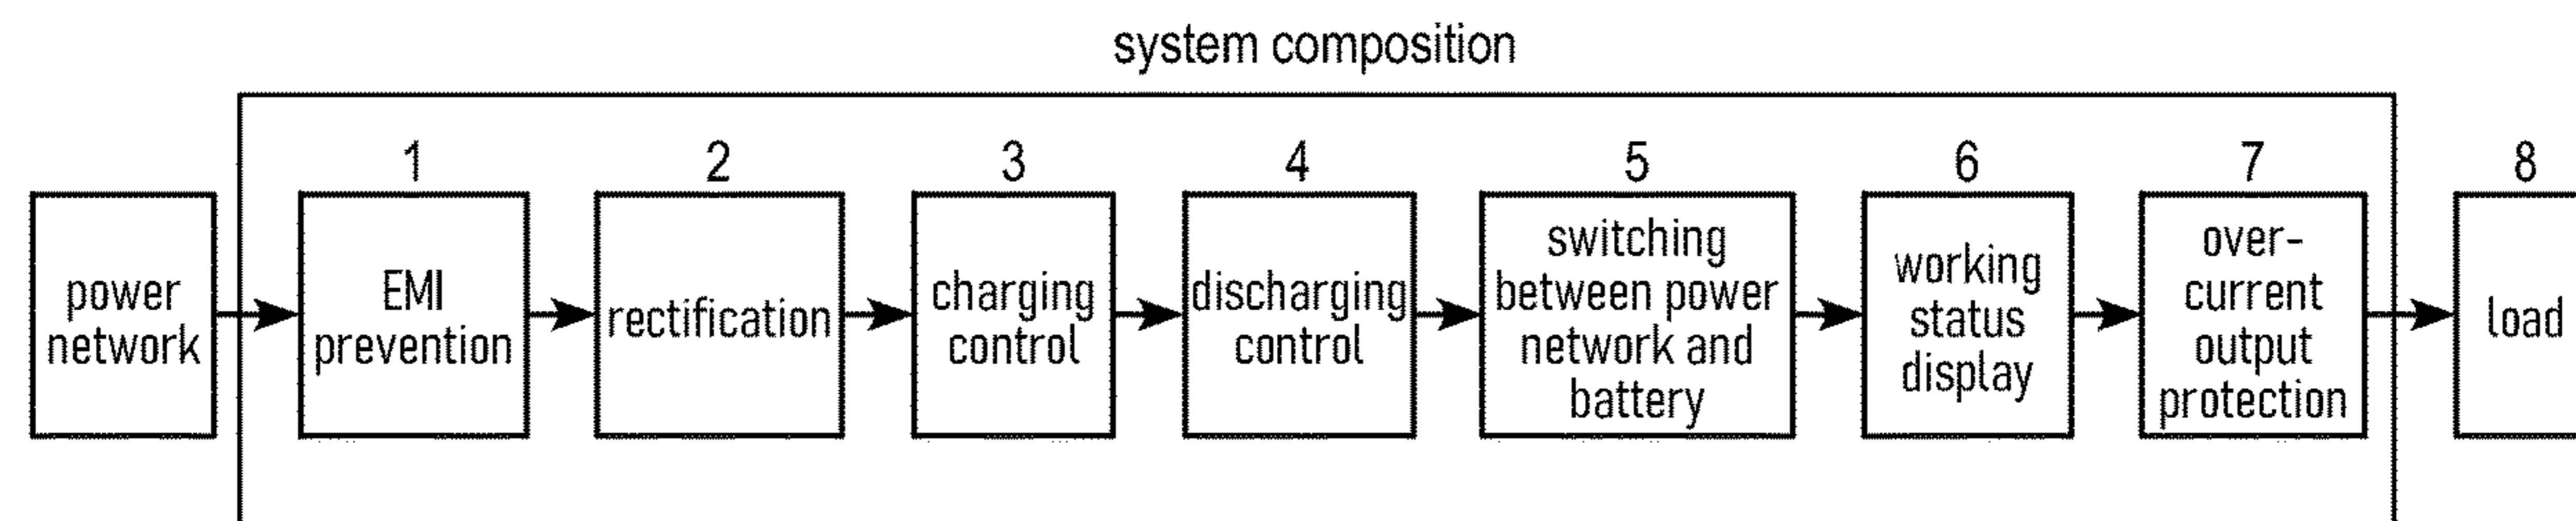 system composition
1
2
3
4
5
6
7
8
power
network
EMI
prevention
rectification
charging
control
discharging
control
switching
between power
network and
battery
working
status
display
over-
current
output
protection
load